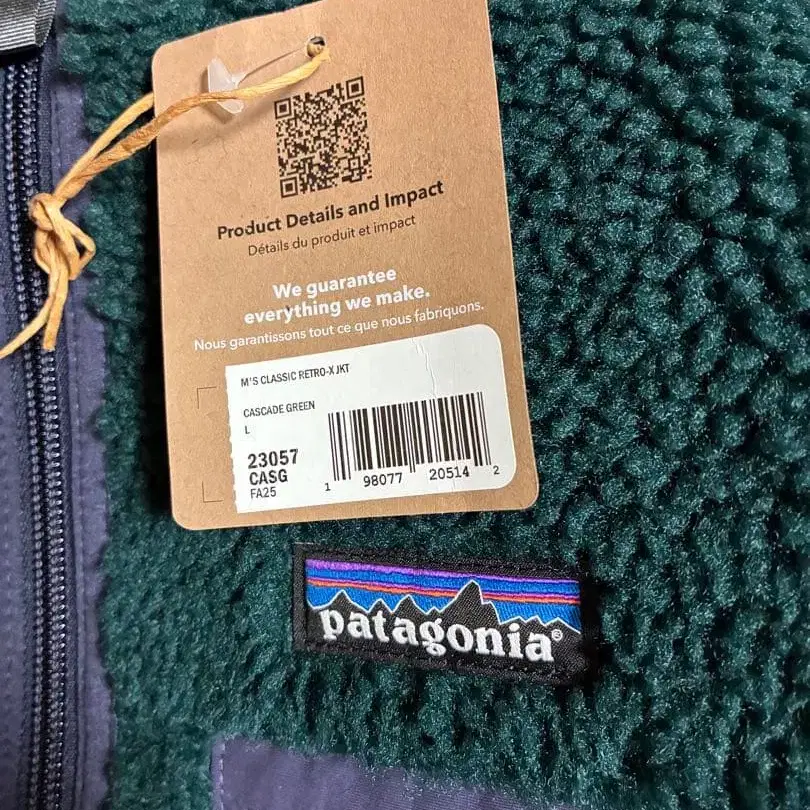 Product Details and Impact
Détails du produit et impact
We guarantee
everything we make.
Nous garantissons tout ce que nous fabriquons.
M'S CLASSIC RETRO-X JKT
CASCADE GREEN
L
23057
CASG
FA25
1 98077 20514 2
patagonia®